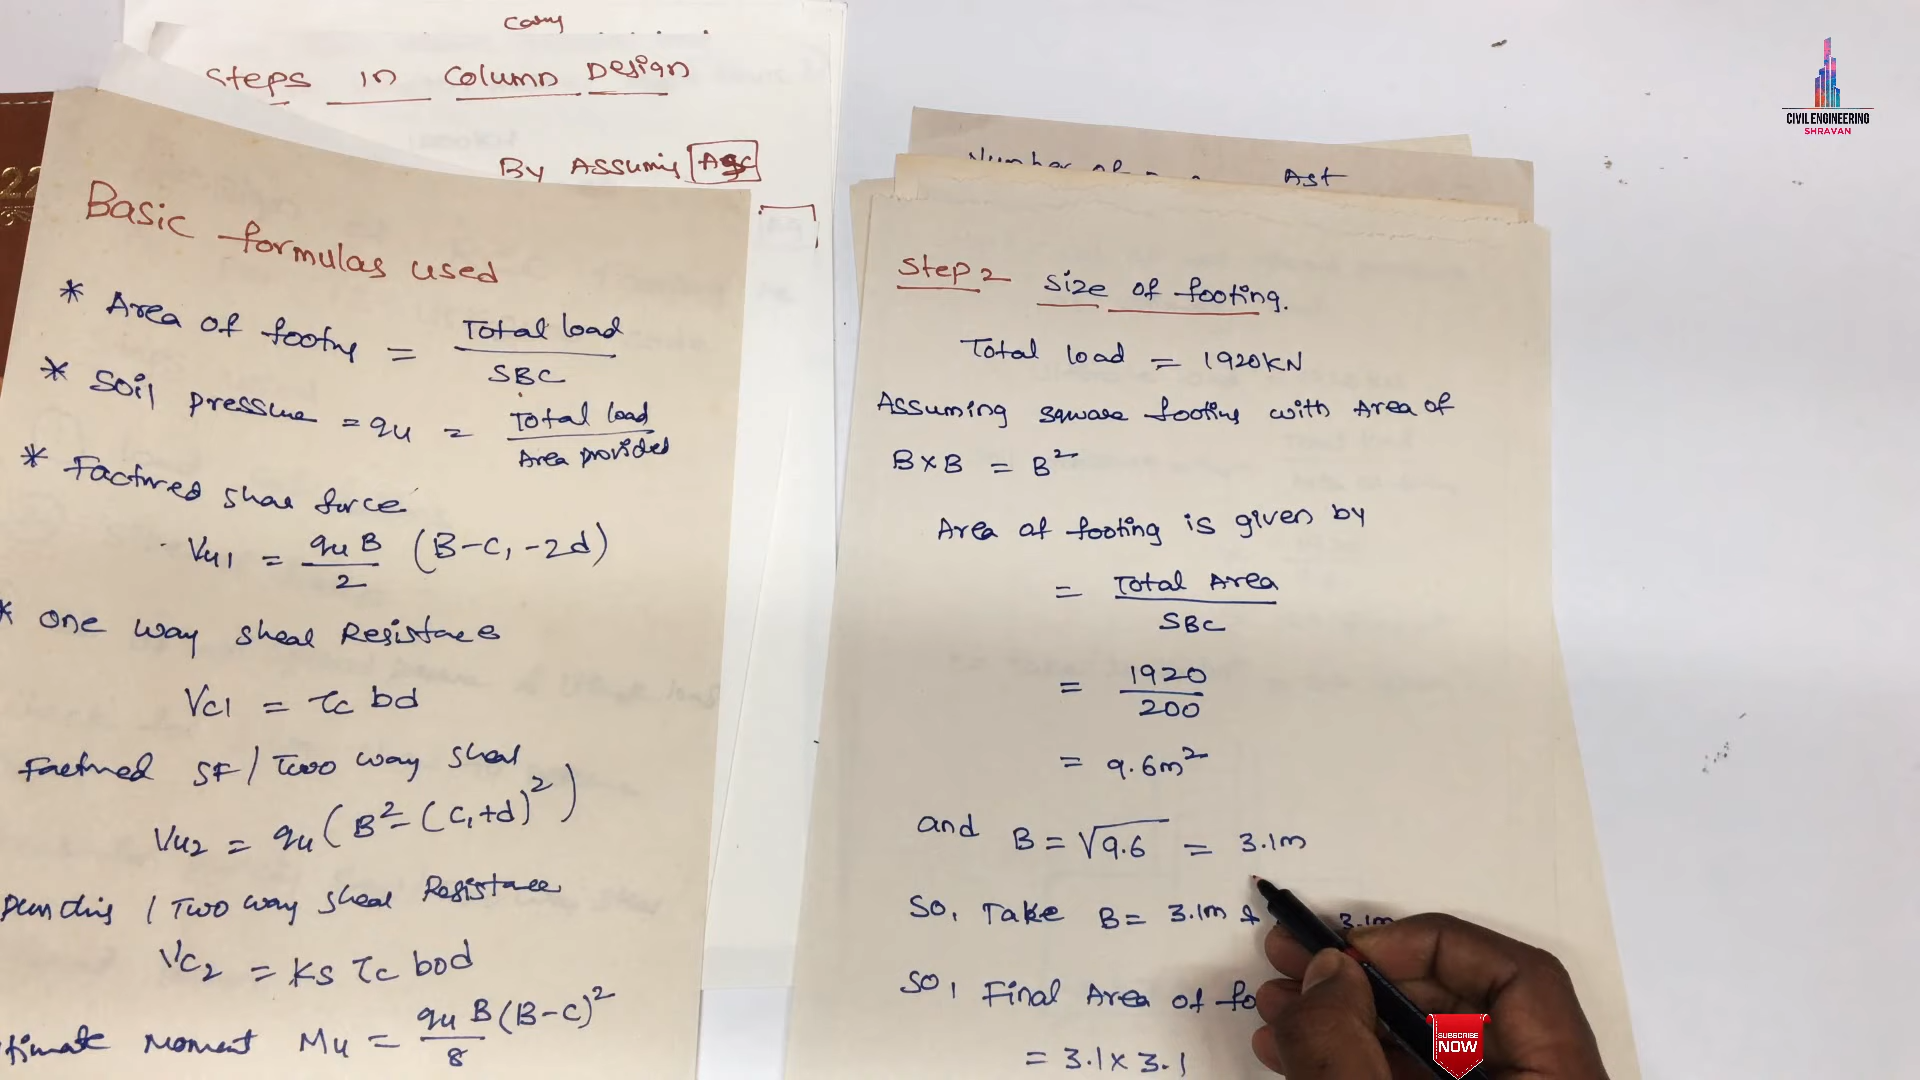 Steps in Column Design
By Assuming Asc
Basic formulas used
* Area of footing = Total load / SBC
* Soil pressure = qu = Total load / Area provided
* Factored shear force
Vu1 = qu B / 2 (B-C1-2d)
* One way shear Resistance
Vc1 = τc bd
Factored SF / Two way shear
Vu2 = qu (B² - (C1+d)²)
/ Two way shear Resistance
Vc2 = Ks τc bod
Moment Mu = qu B (B-C)² / 8
Number of
Ast
Step 2 Size of footing.
Total load = 1920KN
Assuming square footing with Area of
B×B = B²
Area of footing is given by
= Total Area / SBC
= 1920 / 200
= 9.6m²
and B = √9.6 = 3.1m
So, Take B = 3.1m & 3.1m
So, Final Area of fo
= 3.1 × 3.1
CIVIL ENGINEERING
SHRAVAN
SUBSCRIBE
NOW